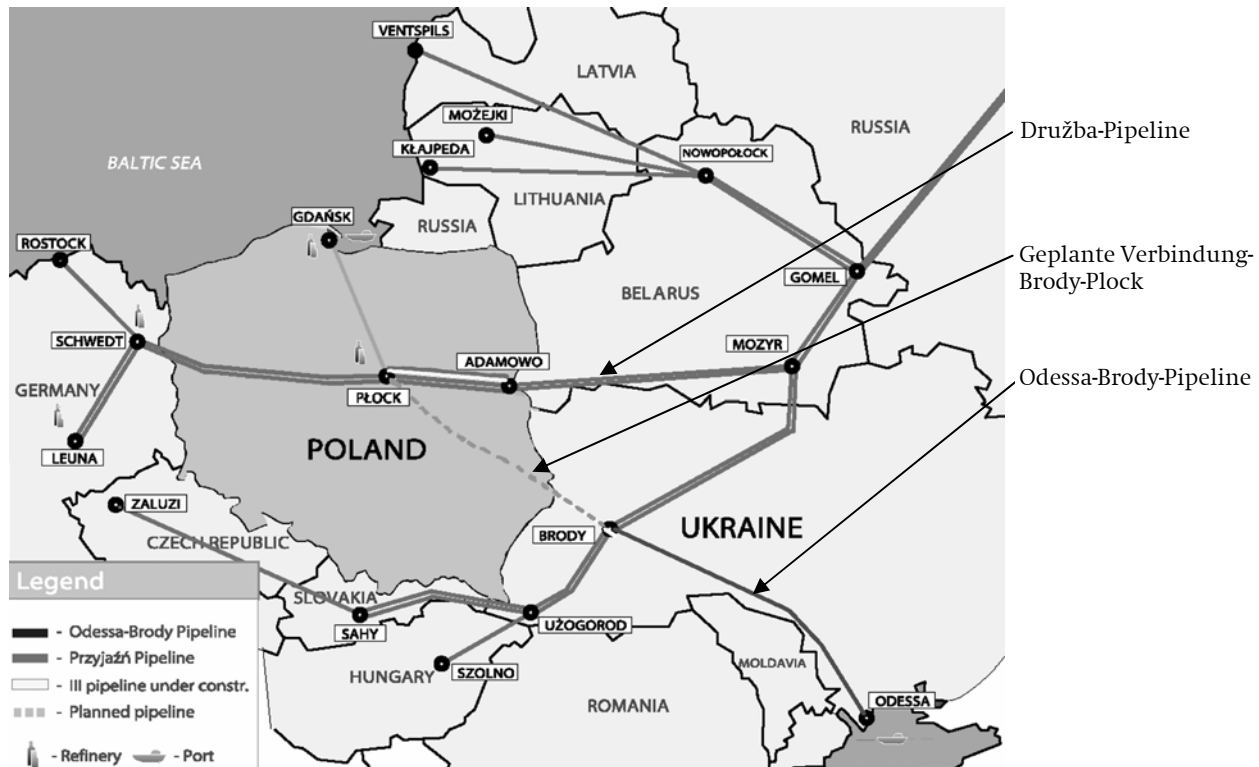 VENTSPILS
LATVIA
MOŻEJKI
RUSSIA
Družba-Pipeline
KŁAJPEDA
NOWOPOŁOCK
BALTIC SEA
LITHUANIA
GDAŃSK
RUSSIA
ROSTOCK
Geplante Verbindung-
Brody-Plock
GOMEL
BELARUS
SCHWEDT
MOZYR
ADAMOWO
GERMANY
PŁOCK
Odessa-Brody-Pipeline
POLAND
LEUNA
ZALUZI
BRODY
UKRAINE
CZECH REPUBLIC
SLOVAKIA
SAHY
UŻOGOROD
HUNGARY
SZOLNO
MOLDAVIA
ROMANIA
ODESSA
Legend
- Odessa-Brody Pipeline
- Przyjaźń Pipeline
- III pipeline under constr.
- Planned pipeline
- Refinery - Port